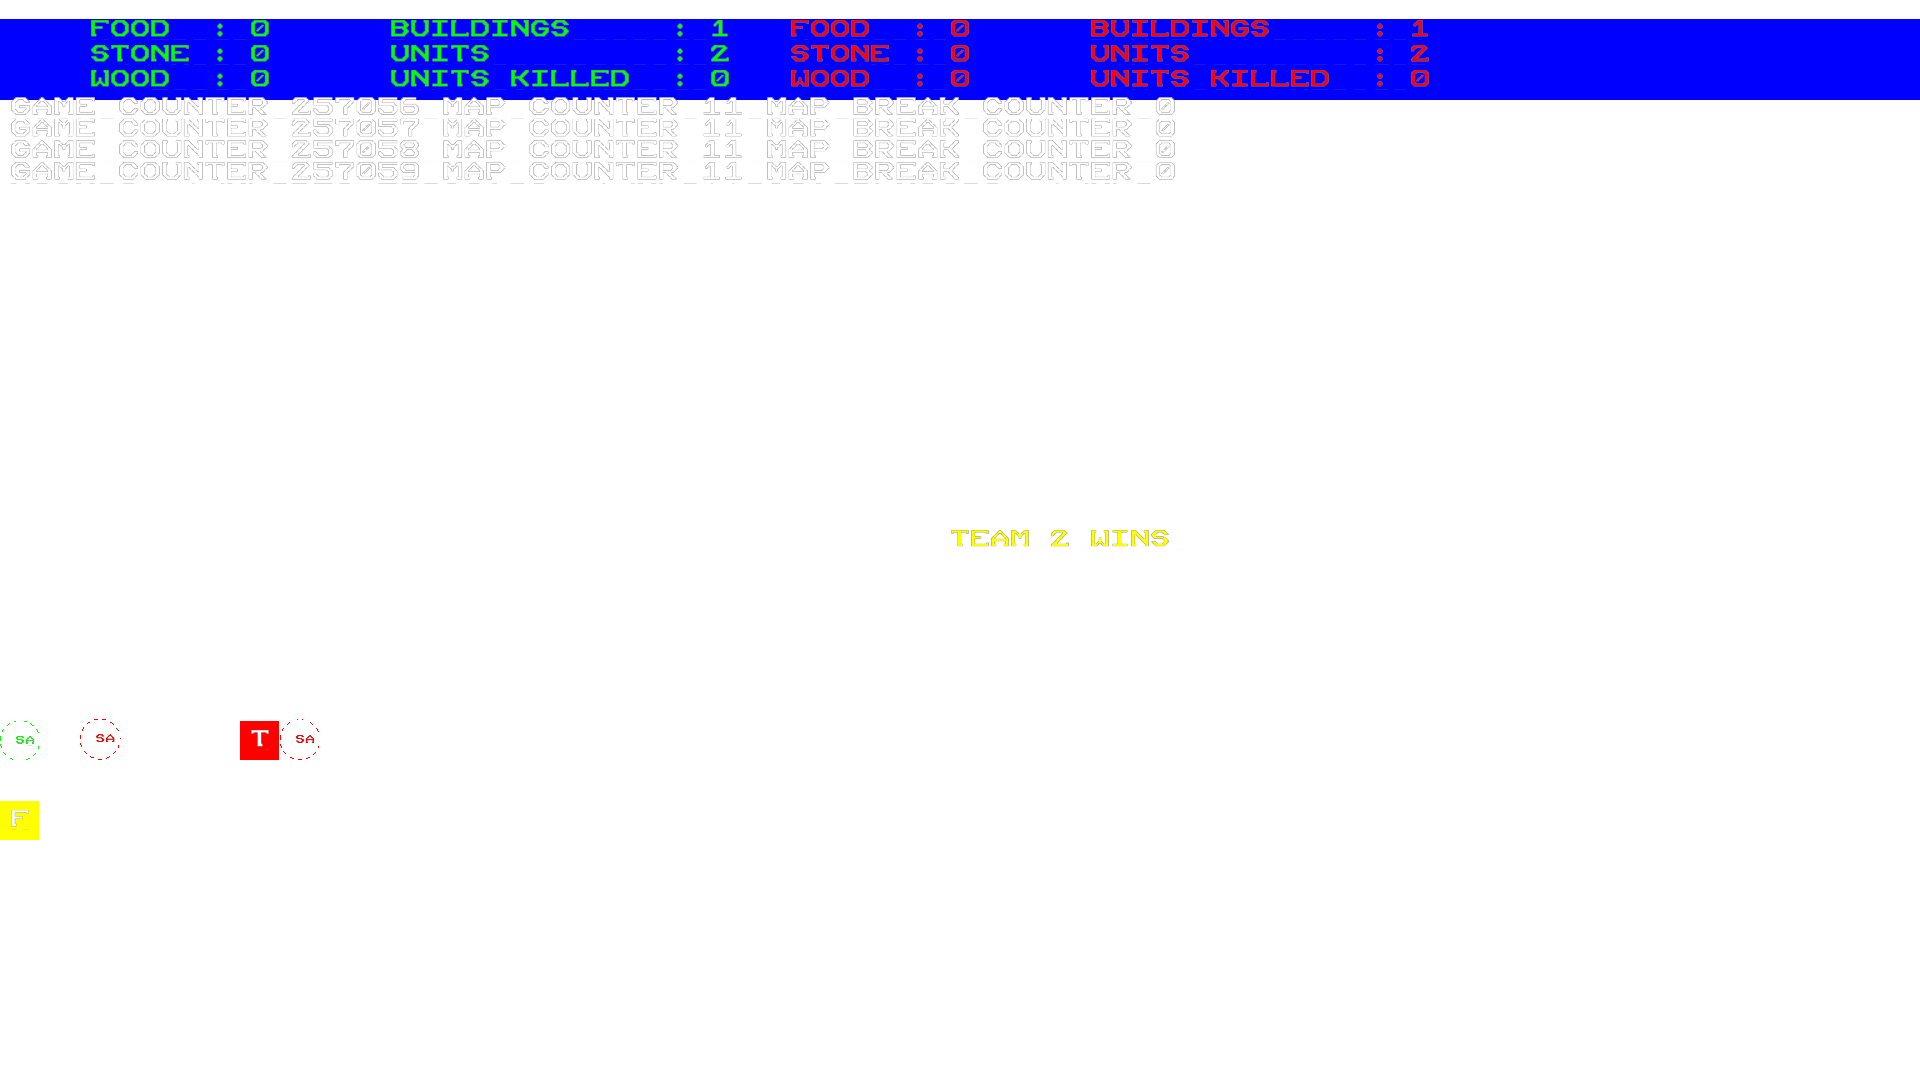 FOOD : 0 BUILDINGS : 1 FOOD : 0 BUILDINGS : 1
STONE : 0 UNITS : 2 STONE : 0 UNITS : 2
WOOD : 0 UNITS KILLED : 0 WOOD : 0 UNITS KILLED : 0
GAME COUNTER 257056 MAP COUNTER 11 MAP BREAK COUNTER 0
GAME COUNTER 257057 MAP COUNTER 11 MAP BREAK COUNTER 0
GAME COUNTER 257058 MAP COUNTER 11 MAP BREAK COUNTER 0
GAME COUNTER 257059 MAP COUNTER 11 MAP BREAK COUNTER 0
TEAM 2 WINS
SA SA T SA
F